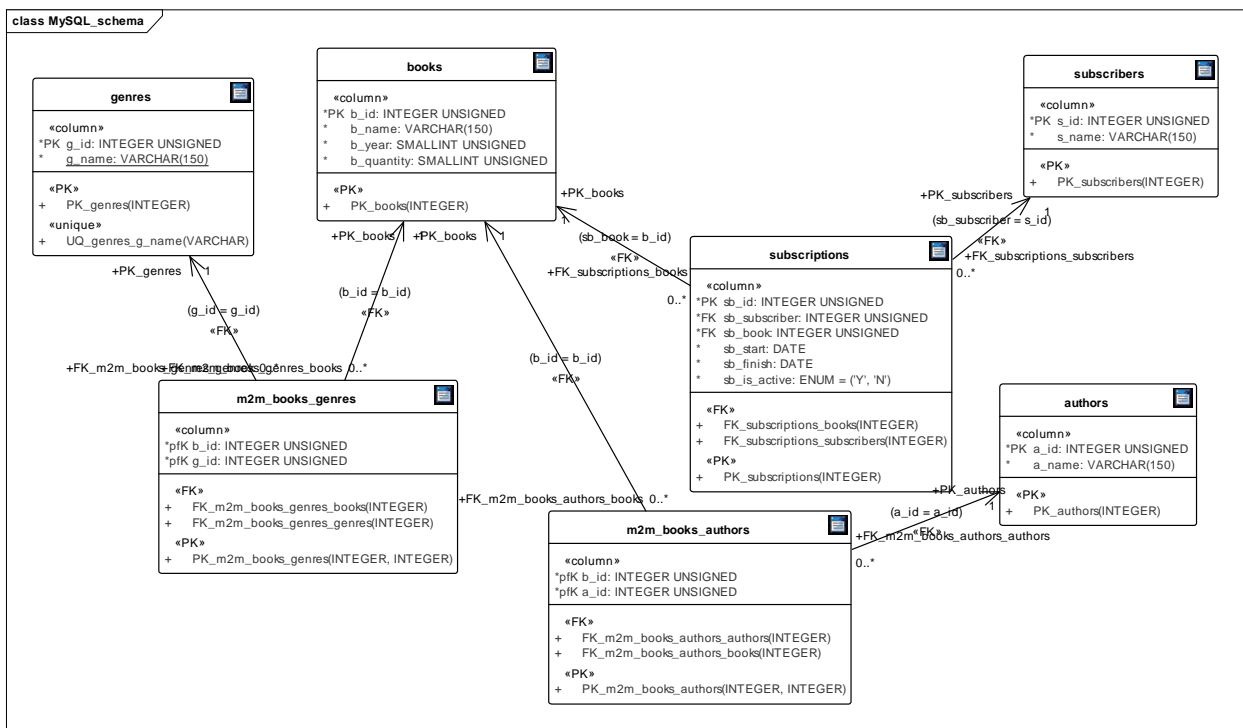 class MySQL_schema
genres
«column»
*PK g_id: INTEGER UNSIGNED
* g_name: VARCHAR(150)
«PK»
+ PK_genres(INTEGER)
«unique»
+ UQ_genres_g_name(VARCHAR)
books
«column»
*PK b_id: INTEGER UNSIGNED
* b_name: VARCHAR(150)
* b_year: SMALLINT UNSIGNED
* b_quantity: SMALLINT UNSIGNED
«PK»
+ PK_books(INTEGER)
subscribers
«column»
*PK s_id: INTEGER UNSIGNED
* s_name: VARCHAR(150)
«PK»
+ PK_subscribers(INTEGER)
+PK_books
1
(sb_book = b_id)
«FK»
+FK_subscriptions_books
0..*
+PK_subscribers
1
(sb_subscriber = s_id)
«FK»
+FK_subscriptions_subscribers
0..*
subscriptions
«column»
*PK sb_id: INTEGER UNSIGNED
*FK sb_subscriber: INTEGER UNSIGNED
*FK sb_book: INTEGER UNSIGNED
* sb_start: DATE
* sb_finish: DATE
* sb_is_active: ENUM = ('Y', 'N')
«FK»
+ FK_subscriptions_books(INTEGER)
+ FK_subscriptions_subscribers(INTEGER)
«PK»
+ PK_subscriptions(INTEGER)
+PK_genres
1
(g_id = g_id)
«FK»
+FK_m2m_books_genres_genres 0..*
+PK_books
1
(b_id = b_id)
«FK»
+FK_m2m_books_genres_books 0..*
+PK_books
1
(b_id = b_id)
«FK»
+FK_m2m_books_authors_books 0..*
m2m_books_genres
«column»
*pfK b_id: INTEGER UNSIGNED
*pfK g_id: INTEGER UNSIGNED
«FK»
+ FK_m2m_books_genres_books(INTEGER)
+ FK_m2m_books_genres_genres(INTEGER)
«PK»
+ PK_m2m_books_genres(INTEGER, INTEGER)
authors
«column»
*PK a_id: INTEGER UNSIGNED
* a_name: VARCHAR(150)
«PK»
+ PK_authors(INTEGER)
+PK_authors
1
(a_id = a_id)
«FK»
+FK_m2m_books_authors_authors
0..*
m2m_books_authors
«column»
*pfK b_id: INTEGER UNSIGNED
*pfK a_id: INTEGER UNSIGNED
«FK»
+ FK_m2m_books_authors_authors(INTEGER)
+ FK_m2m_books_authors_books(INTEGER)
«PK»
+ PK_m2m_books_authors(INTEGER, INTEGER)